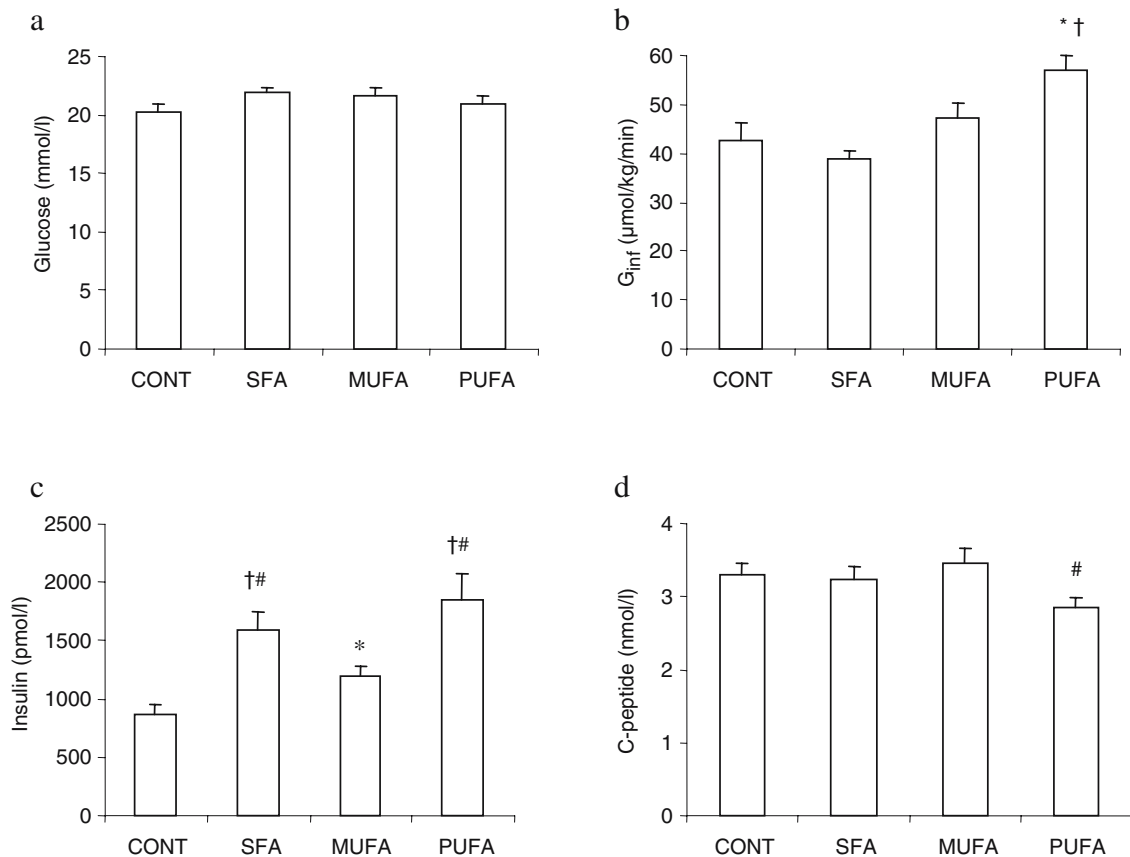 a
25
20
15
10
5
0
Glucose (mmol/l)
CONT SFA MUFA PUFA
b
* †
60
50
40
30
20
10
0
G_inf (µmol/kg/min)
CONT SFA MUFA PUFA
c
2500
2000
1500
1000
500
0
Insulin (pmol/l)
†#
*
†#
CONT SFA MUFA PUFA
d
4
3
2
1
0
C-peptide (nmol/l)
#
CONT SFA MUFA PUFA